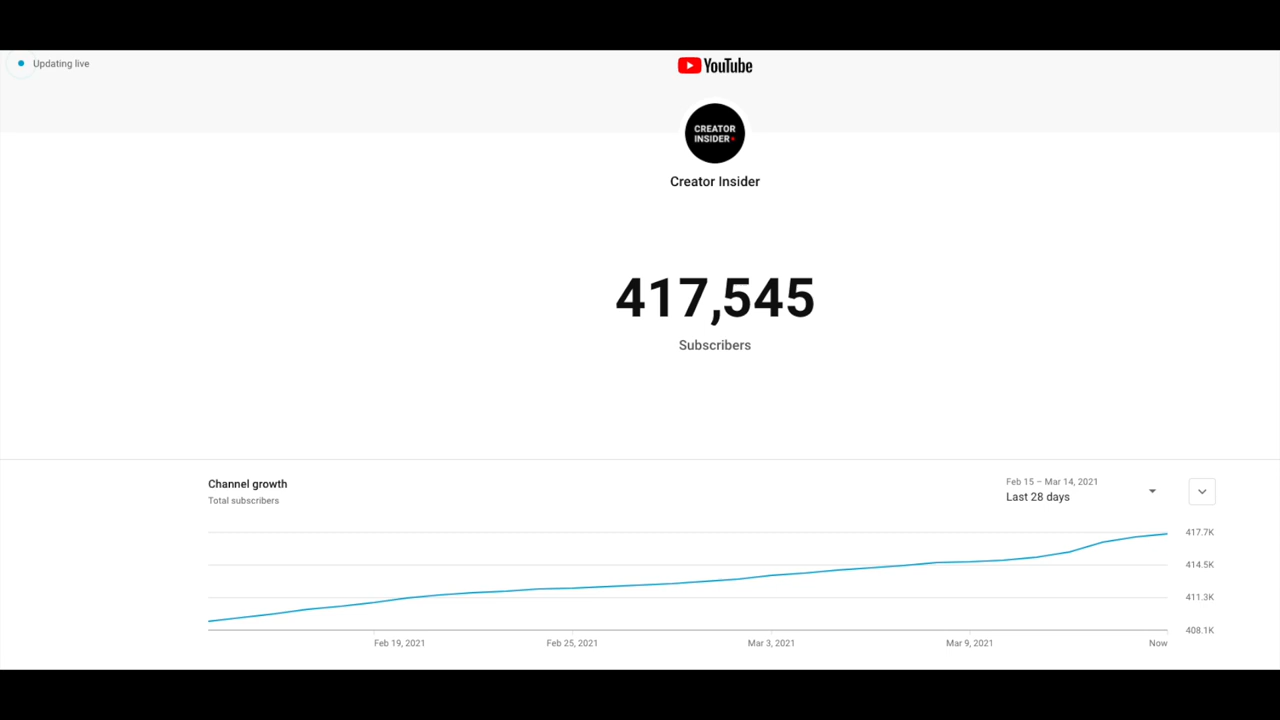 Updating live
YouTube
CREATOR
INSIDER
Creator Insider
417,545
Subscribers
Channel growth
Total subscribers
Feb 15 – Mar 14, 2021
Last 28 days
417.7K
414.5K
411.3K
408.1K
Feb 19, 2021
Feb 25, 2021
Mar 3, 2021
Mar 9, 2021
Now